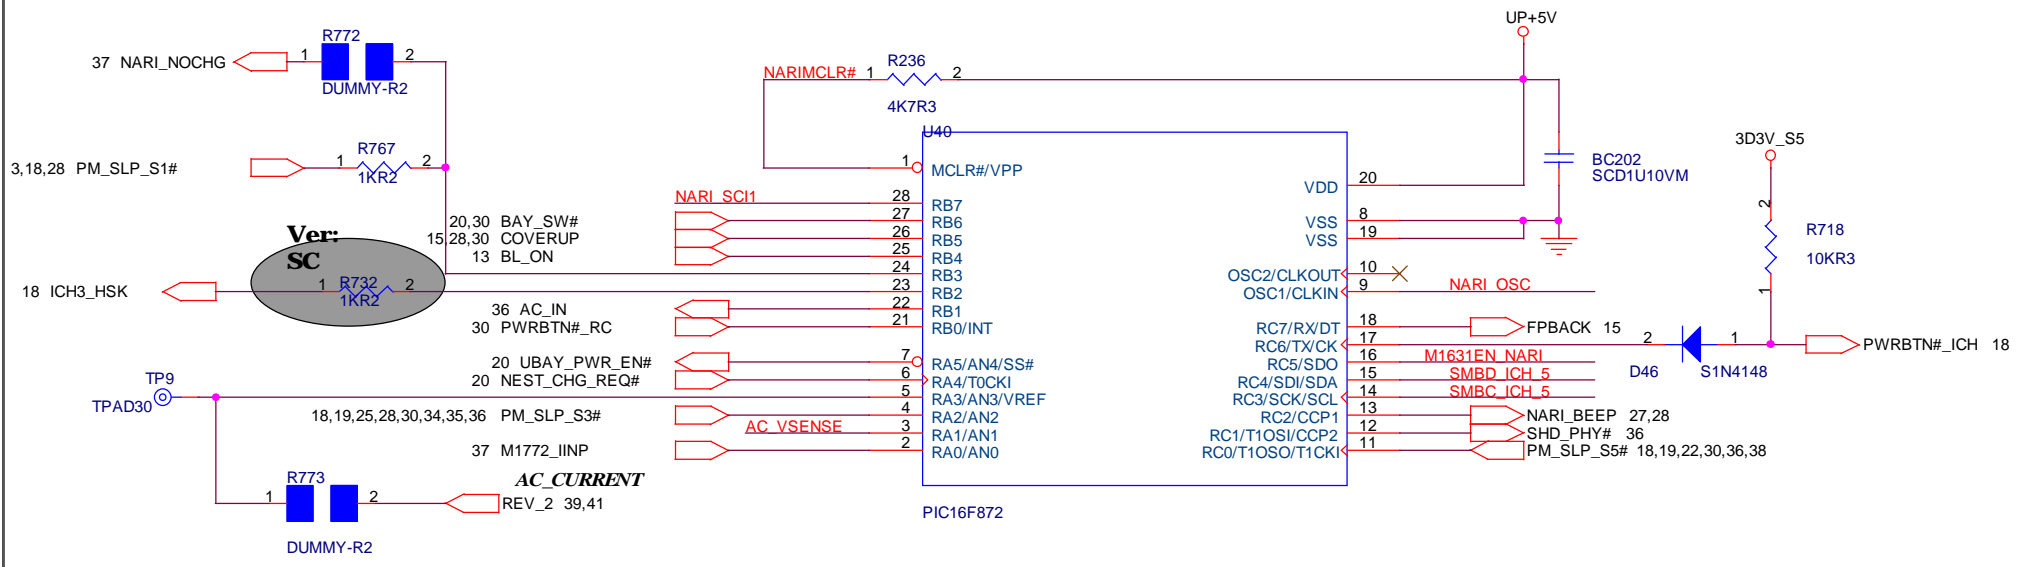 UP+5V
R772
37 NARI_NOCHG 1 2
DUMMY-R2
NARIMCLR# 1 R236 2
4K7R3
U40
3D3V_S5
R767
3,18,28 PM_SLP_S1# 1 2
1KR2
1 MCLR#/VPP
BC202
SCD1U10VM
VDD 20
NARI_SCI1 28 RB7
20,30 BAY_SW# 27 RB6
15,28,30 COVERUP 26 RB5
13 BL_ON 25 RB4
24 RB3
VSS 8
VSS 19
2
R718
10KR3
1
Ver:
SC
R732
18 ICH3_HSK 1 2 23 RB2
1KR2
OSC2/CLKOUT 10
OSC1/CLKIN 9 NARI_OSC
36 AC_IN 22 RB1
30 PWRBTN#_RC 21 RB0/INT
RC7/RX/DT 18 FPBACK 15
RC6/TX/CK 17 2 1 PWRBTN#_ICH 18
D46 S1N4148
20 UBAY_PWR_EN# 7 RA5/AN4/SS#
RC5/SDO 16 M1631EN_NARI
20 NEST_CHG_REQ# 6 RA4/T0CKI
RC4/SDI/SDA 15 SMBD_ICH_5
TP9
TPAD30
5 RA3/AN3/VREF
RC3/SCK/SCL 14 SMBC_ICH_5
18,19,25,28,30,34,35,36 PM_SLP_S3# 4 RA2/AN2
RC2/CCP1 13 NARI_BEEP 27,28
AC_VSENSE 3 RA1/AN1
RC1/T1OSI/CCP2 12 SHD_PHY# 36
37 M1772_IINP 2 RA0/AN0
RC0/T1OSO/T1CKI 11 PM_SLP_S5# 18,19,22,30,36,38
AC_CURRENT
R773
1 2 REV_2 39,41
DUMMY-R2
PIC16F872